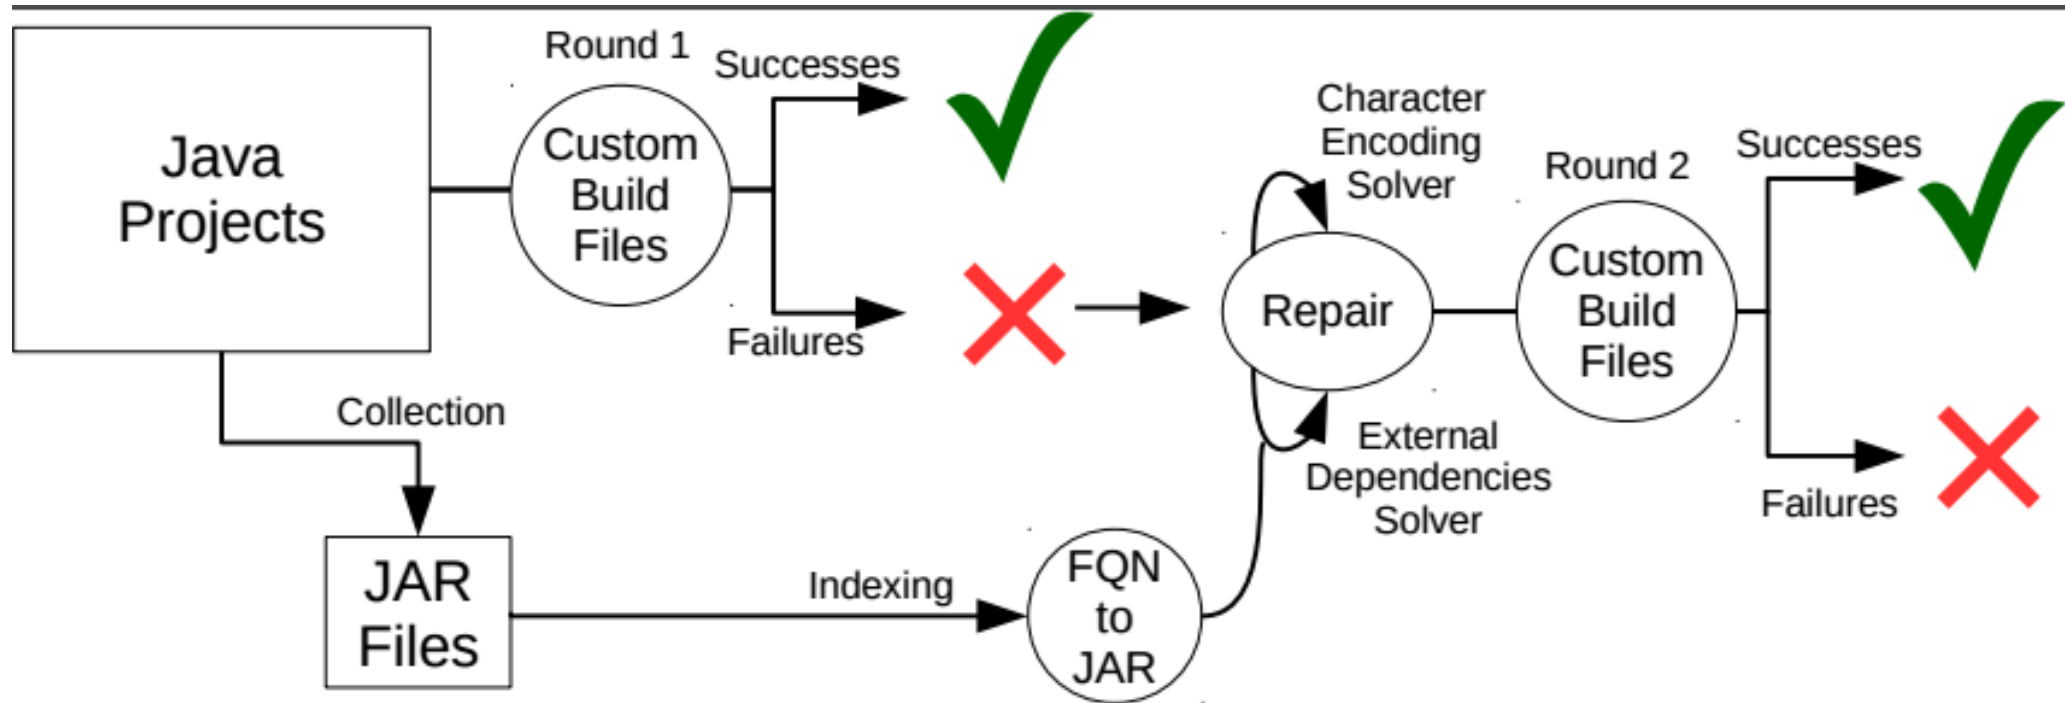 Java
Projects
Round 1
Custom
Build
Files
Successes
Failures
Character
Encoding
Solver
Repair
External
Dependencies
Solver
Round 2
Custom
Build
Files
Successes
Failures
Collection
JAR
Files
Indexing
FQN
to
JAR